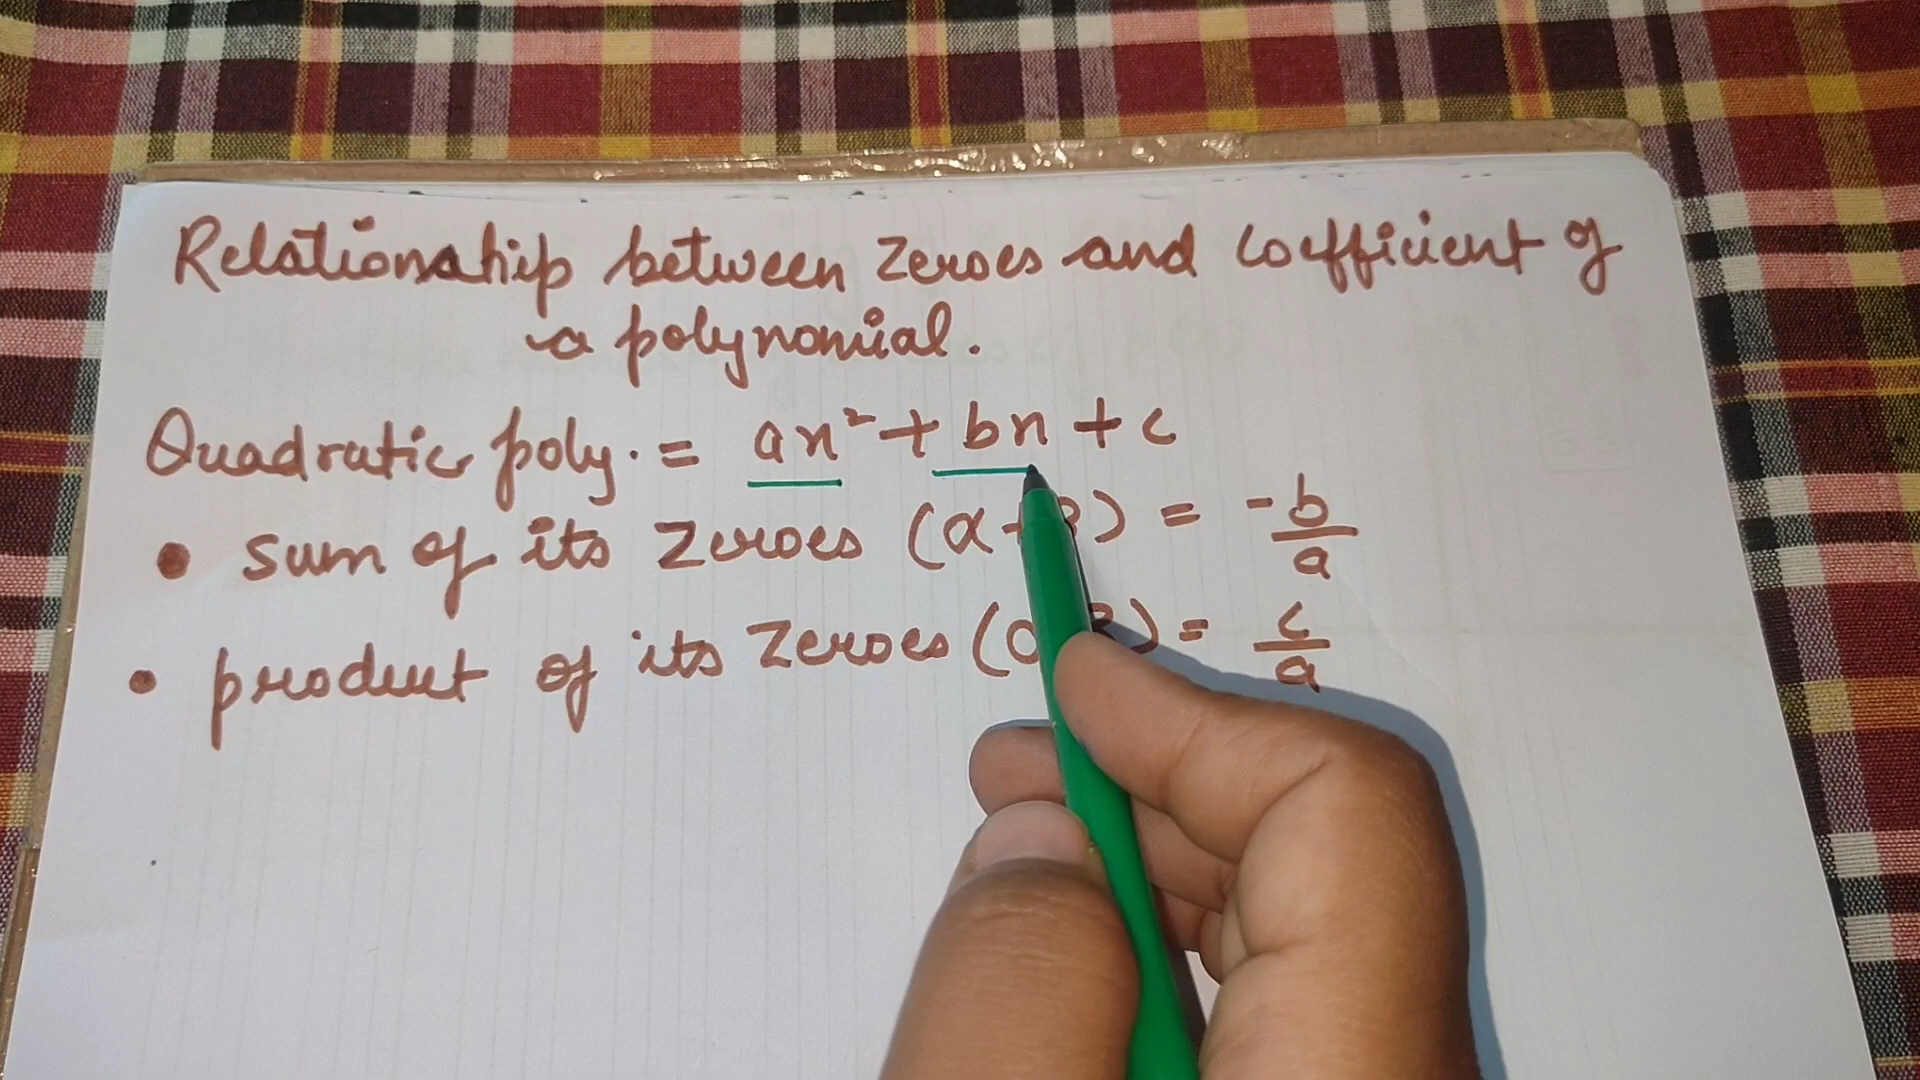 Relationship between Zeroes and Coefficient of
a polynomial.
Quadratic poly. = ax² + bx + c
• sum of its Zeroes (α+β) = -b/a
• product of its Zeroes ( ) = c/a